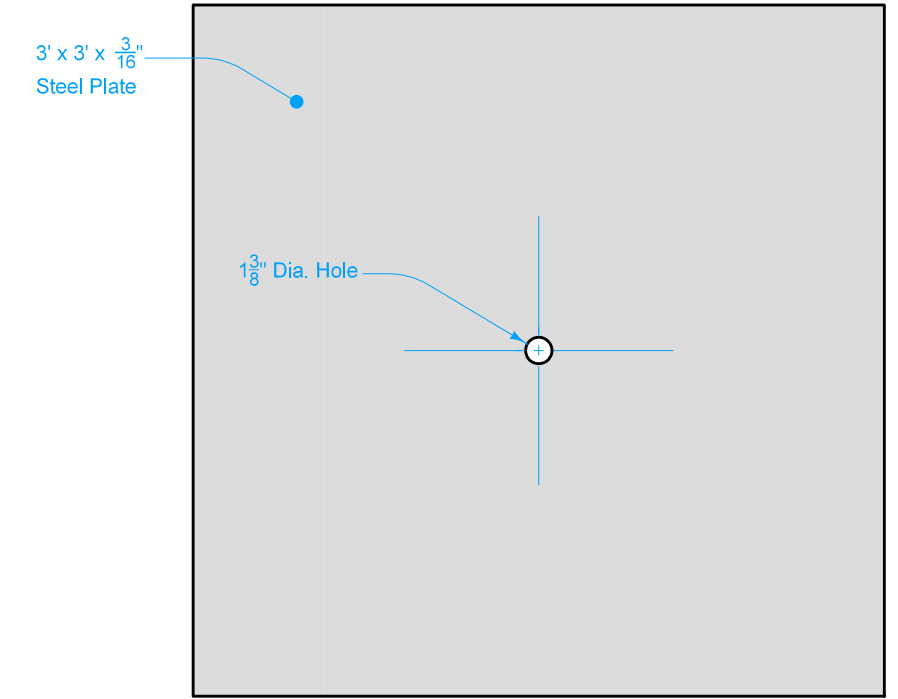 3' x 3' x 3/16"
Steel Plate
1 3/8" Dia. Hole